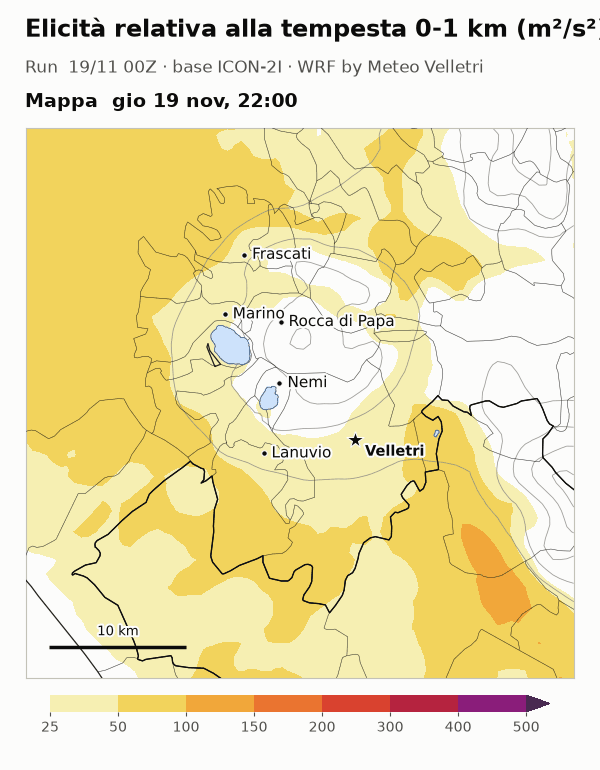 Elicità relativa alla tempesta 0-1 km (m²/s²)
Run 19/11 00Z · base ICON-2I · WRF by Meteo Velletri
Mappa gio 19 nov, 22:00
Frascati
Marino
Rocca di Papa
Nemi
Velletri
Lanuvio
10 km
25 50 100 150 200 300 400 500